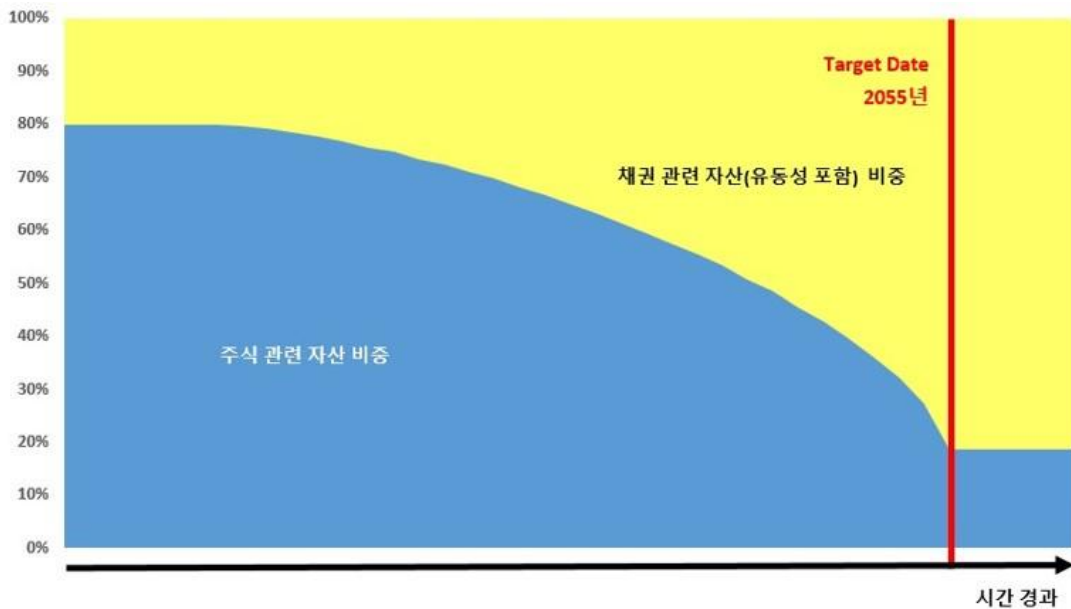 100%
90%
80%
70%
60%
50%
40%
30%
20%
10%
0%
Target Date
2055년
채권 관련 자산(유동성 포함) 비중
주식 관련 자산 비중
시간 경과